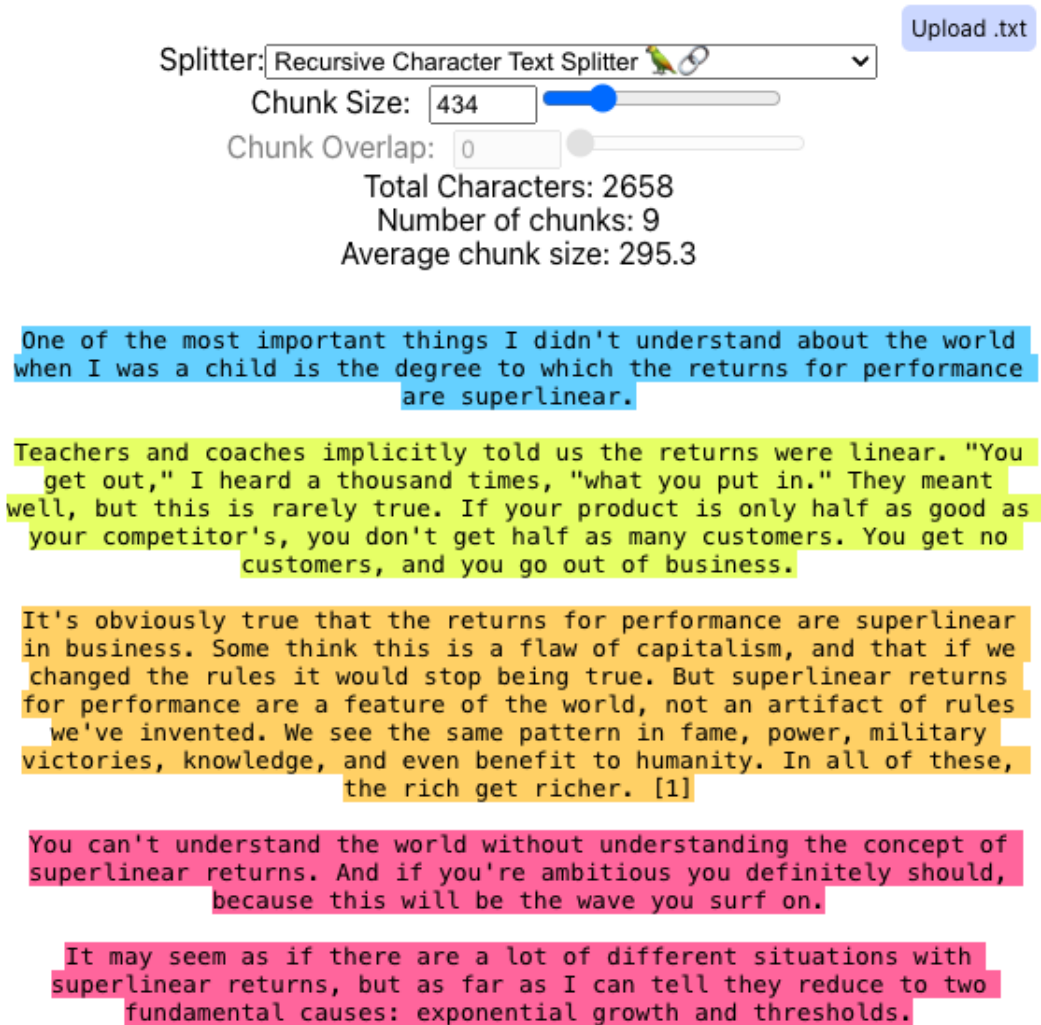 Upload .txt
Splitter: Recursive Character Text Splitter 🦜🔗
Chunk Size: 434
Chunk Overlap: 0
Total Characters: 2658
Number of chunks: 9
Average chunk size: 295.3
One of the most important things I didn't understand about the world
when I was a child is the degree to which the returns for performance
are superlinear.
Teachers and coaches implicitly told us the returns were linear. "You
get out," I heard a thousand times, "what you put in." They meant
well, but this is rarely true. If your product is only half as good as
your competitor's, you don't get half as many customers. You get no
customers, and you go out of business.
It's obviously true that the returns for performance are superlinear
in business. Some think this is a flaw of capitalism, and that if we
changed the rules it would stop being true. But superlinear returns
for performance are a feature of the world, not an artifact of rules
we've invented. We see the same pattern in fame, power, military
victories, knowledge, and even benefit to humanity. In all of these,
the rich get richer. [1]
You can't understand the world without understanding the concept of
superlinear returns. And if you're ambitious you definitely should,
because this will be the wave you surf on.
It may seem as if there are a lot of different situations with
superlinear returns, but as far as I can tell they reduce to two
fundamental causes: exponential growth and thresholds.